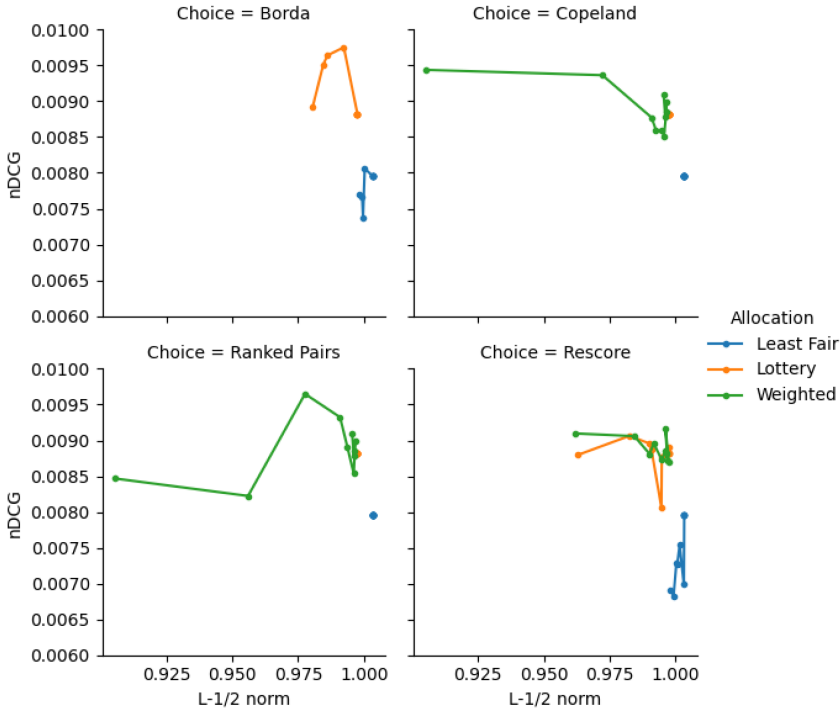 Choice = Borda
Choice = Copeland
0.0100
0.0095
0.0090
0.0085
0.0080
0.0075
0.0070
0.0065
0.0060
nDCG
Allocation
Least Fair
Lottery
Weighted
Choice = Ranked Pairs
Choice = Rescore
0.0100
0.0095
0.0090
0.0085
0.0080
0.0075
0.0070
0.0065
0.0060
nDCG
0.925 0.950 0.975 1.000
0.925 0.950 0.975 1.000
L-1/2 norm
L-1/2 norm